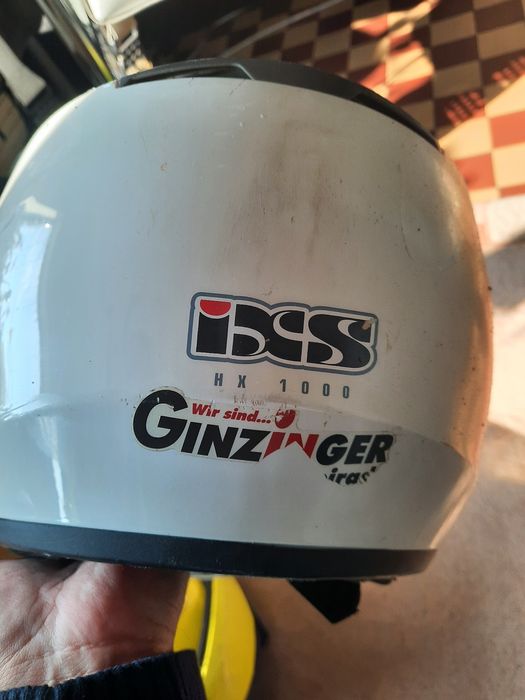 iXS
HX 1000
Wir sind...
GINZINGER